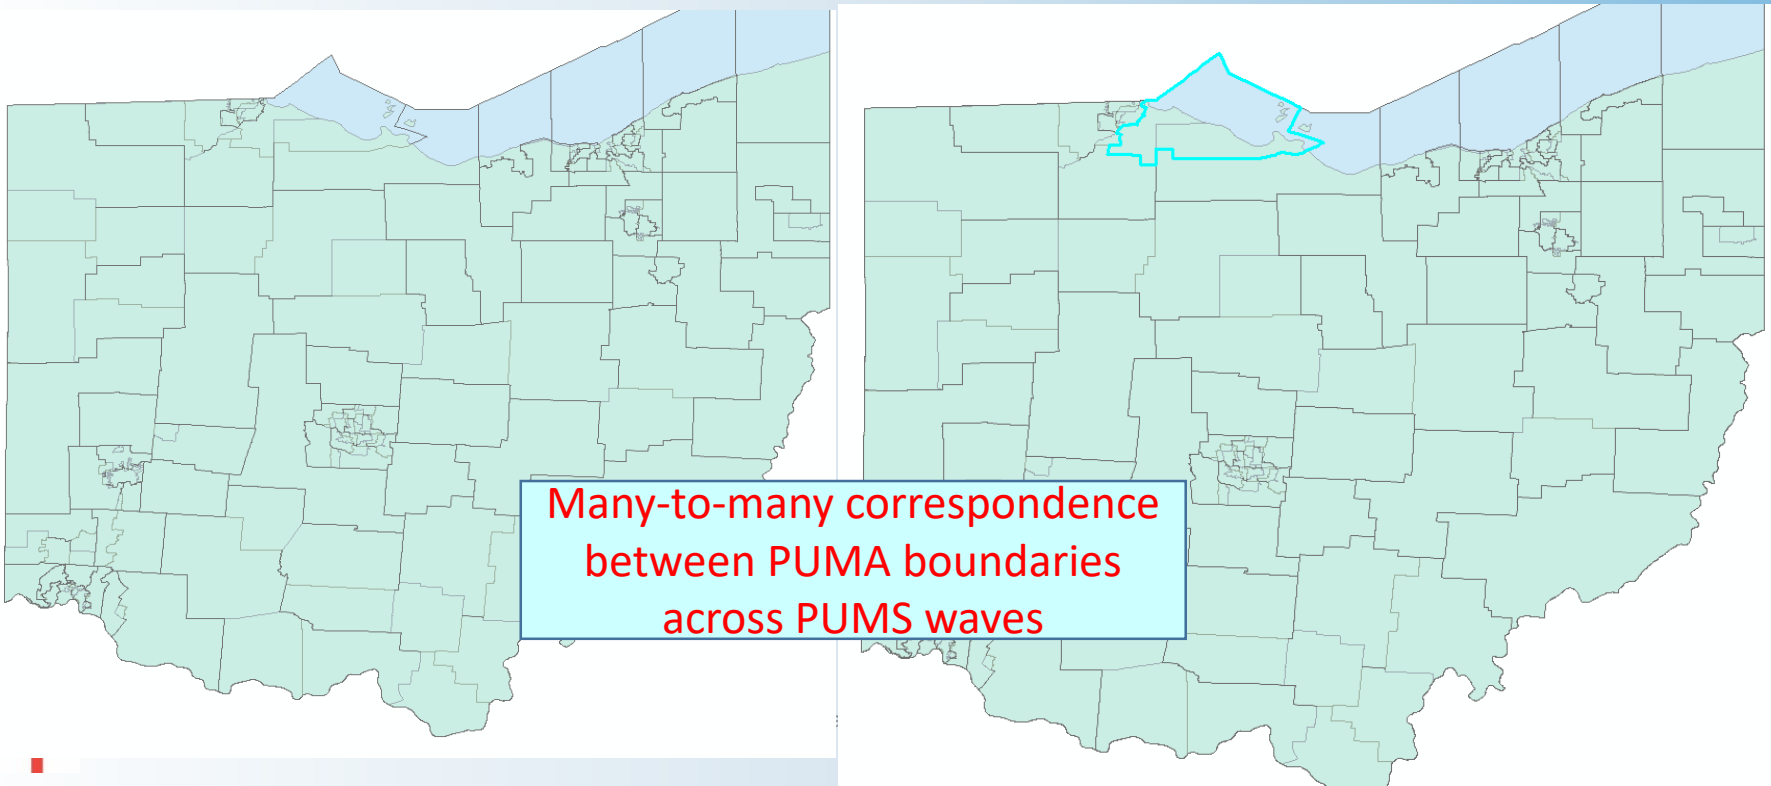 Many-to-many correspondence
between PUMA boundaries
across PUMS waves